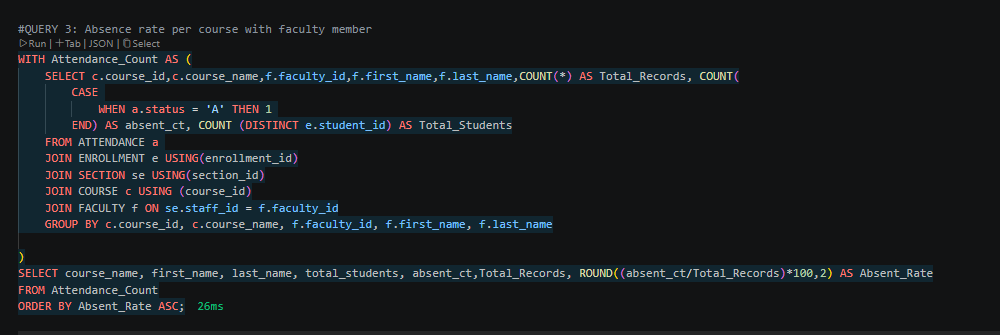 #QUERY 3: Absence rate per course with faculty member
▷Run | +Tab | JSON | Select
WITH Attendance_Count AS (
    SELECT c.course_id,c.course_name,f.faculty_id,f.first_name,f.last_name,COUNT(*) AS Total_Records, COUNT(
        CASE
            WHEN a.status = 'A' THEN 1
        END) AS absent_ct, COUNT (DISTINCT e.student_id) AS Total_Students
    FROM ATTENDANCE a
    JOIN ENROLLMENT e USING(enrollment_id)
    JOIN SECTION se USING(section_id)
    JOIN COURSE c USING (course_id)
    JOIN FACULTY f ON se.staff_id = f.faculty_id
    GROUP BY c.course_id, c.course_name, f.faculty_id, f.first_name, f.last_name
)
SELECT course_name, first_name, last_name, total_students, absent_ct,Total_Records, ROUND((absent_ct/Total_Records)*100,2) AS Absent_Rate
FROM Attendance_Count
ORDER BY Absent_Rate ASC; 26ms